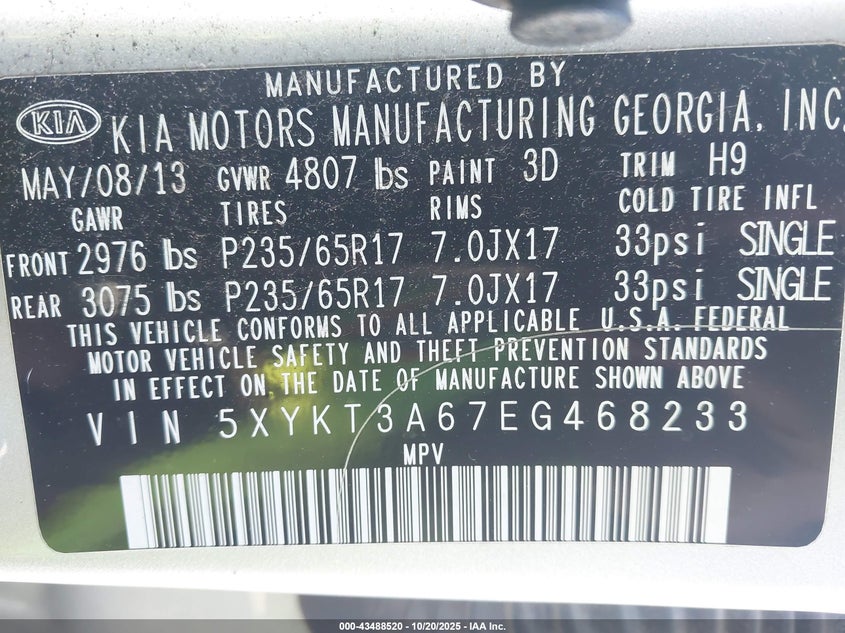 MANUFACTURED BY
KIA KIA MOTORS MANUFACTURING GEORGIA, INC.
MAY/08/13 GVWR 4807 lbs PAINT 3D TRIM H9
GAWR TIRES RIMS COLD TIRE INFL
FRONT 2976 lbs P235/65R17 7.0JX17 33psi SINGLE
REAR 3075 lbs P235/65R17 7.0JX17 33psi SINGLE
THIS VEHICLE CONFORMS TO ALL APPLICABLE U.S.A. FEDERAL
MOTOR VEHICLE SAFETY AND THEFT PREVENTION STANDARDS
IN EFFECT ON THE DATE OF MANUFACTURE SHOWN ABOVE
VIN 5XYKT3A67EG468233
MPV
000-43488520 - 10/20/2025 - IAA Inc.